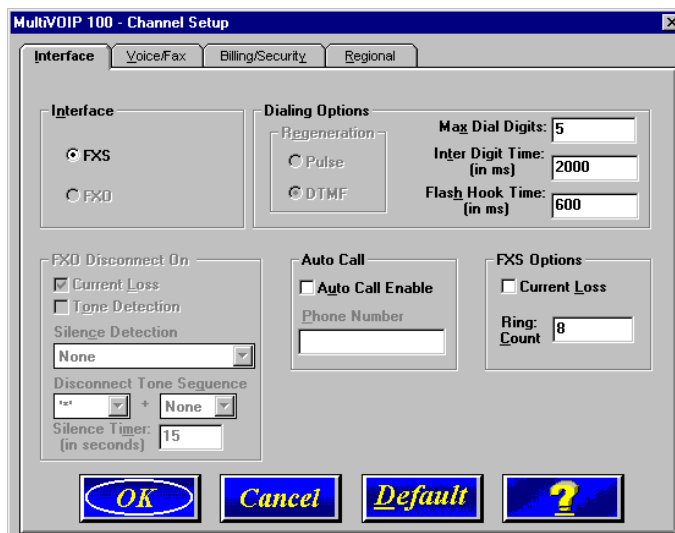 MultiVOIP 100 - Channel Setup
Interface
Voice/Fax
Billing/Security
Regional
Interface
FXS
FXO
Dialing Options
Regeneration
Pulse
DTMF
Max Dial Digits: 5
Inter Digit Time: 2000
(in ms)
Flash Hook Time: 600
(in ms)
FXO Disconnect On
Current Loss
Tone Detection
Silence Detection
None
Disconnect Tone Sequence
'*' + None
Silence Timer: 15
(in seconds)
Auto Call
Auto Call Enable
Phone Number
FXS Options
Current Loss
Ring: 8
Count
OK
Cancel
Default
?